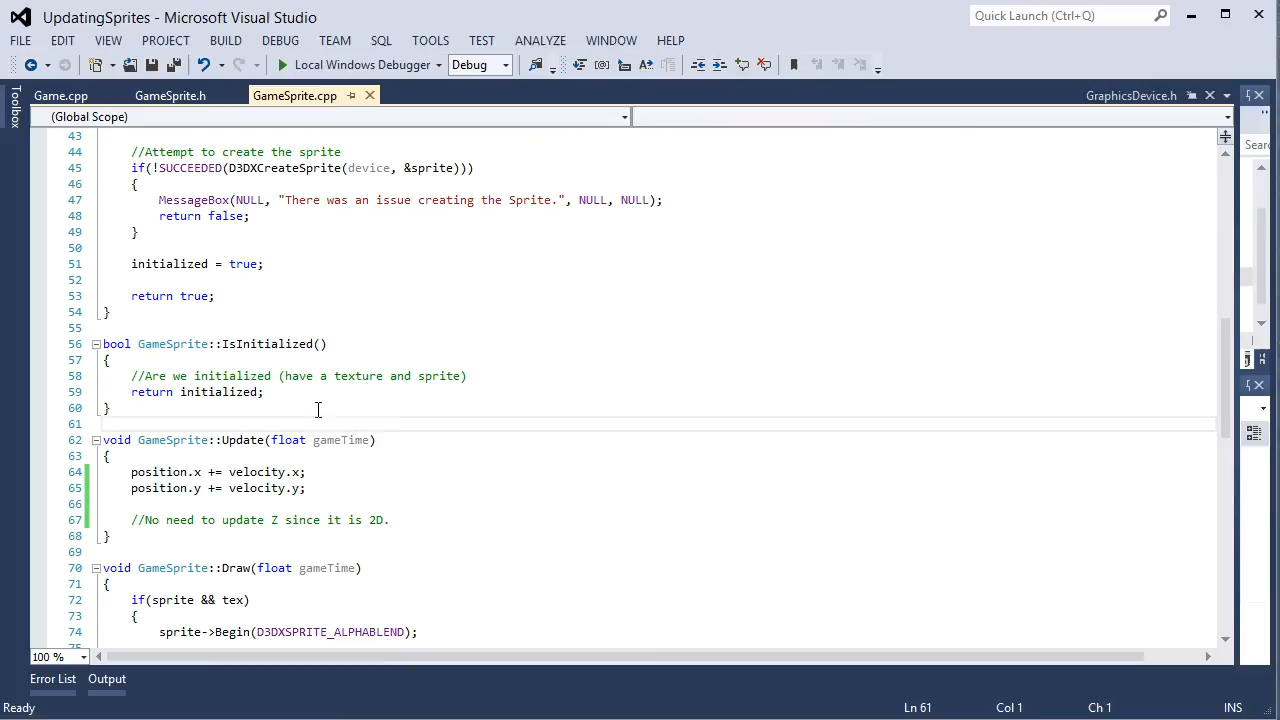 UpdatingSprites - Microsoft Visual Studio
Quick Launch (Ctrl+Q)
FILE EDIT VIEW PROJECT BUILD DEBUG TEAM SQL TOOLS TEST ANALYZE WINDOW HELP
Local Windows Debugger Debug
Toolbox
Game.cpp GameSprite.h GameSprite.cpp GraphicsDevice.h
(Global Scope)
Sear
43
44 //Attempt to create the sprite
45 if(!SUCCEEDED(D3DXCreateSprite(device, &sprite)))
46 {
47 MessageBox(NULL, "There was an issue creating the Sprite.", NULL, NULL);
48 return false;
49 }
50
51 initialized = true;
52
53 return true;
54 }
55
56 bool GameSprite::IsInitialized()
57 {
58 //Are we initialized (have a texture and sprite)
59 return initialized;
60 }
61
62 void GameSprite::Update(float gameTime)
63 {
64 position.x += velocity.x;
65 position.y += velocity.y;
66
67 //No need to update Z since it is 2D.
68 }
69
70 void GameSprite::Draw(float gameTime)
71 {
72 if(sprite && tex)
73 {
74 sprite->Begin(D3DXSPRITE_ALPHABLEND);
100 %
Error List Output
Ready Ln 61 Col 1 Ch 1 INS